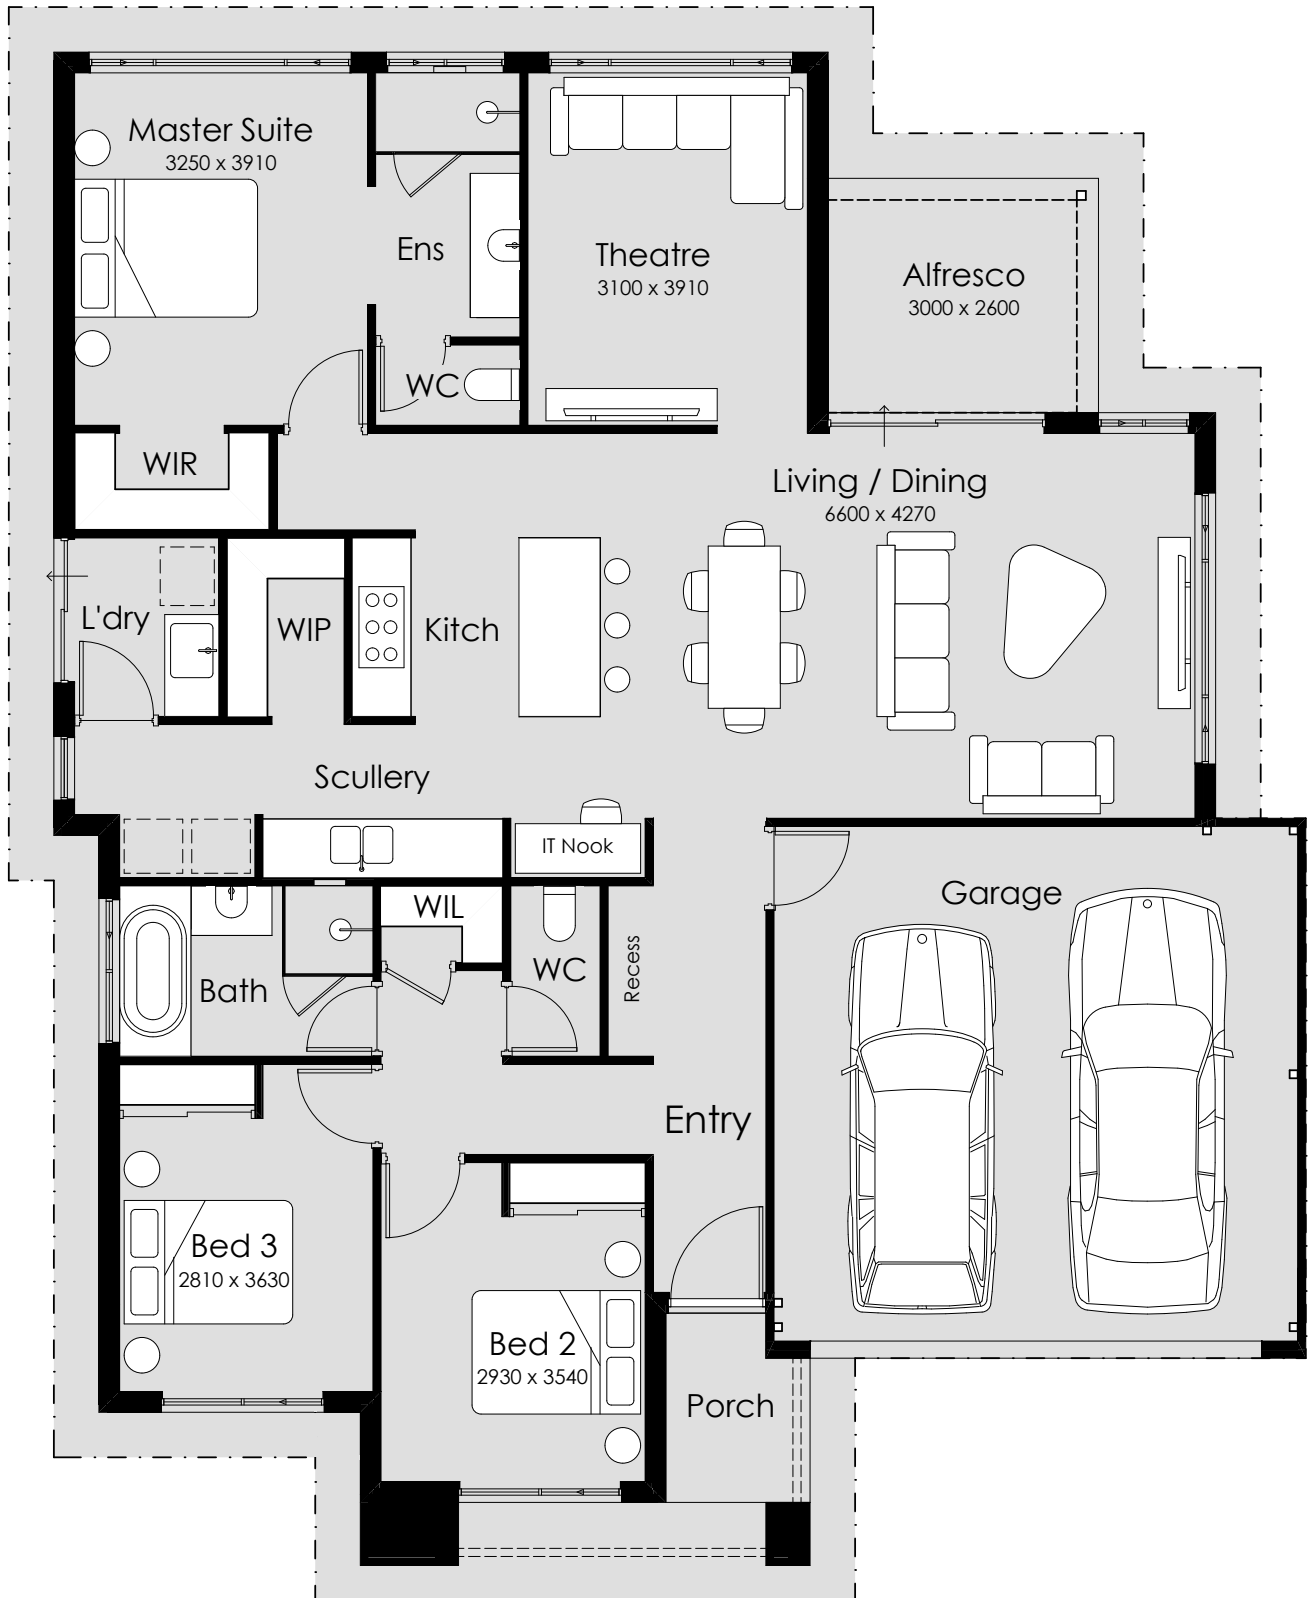 Master Suite
3250 x 3910
Ens
WC
Theatre
3100 x 3910
Alfresco
3000 x 2600
WIR
Living / Dining
6600 x 4270
L'dry
WIP
Kitch
Scullery
IT Nook
Garage
WIL
WC
Recess
Bath
Entry
Bed 3
2810 x 3630
Bed 2
2930 x 3540
Porch